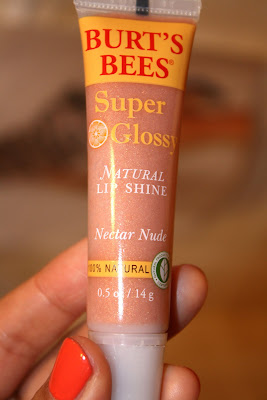 BURT'S
BEES®
Super
Glossy
NATURAL
LIP SHINE
Nectar Nude
100% NATURAL
0.5 oz / 14 g